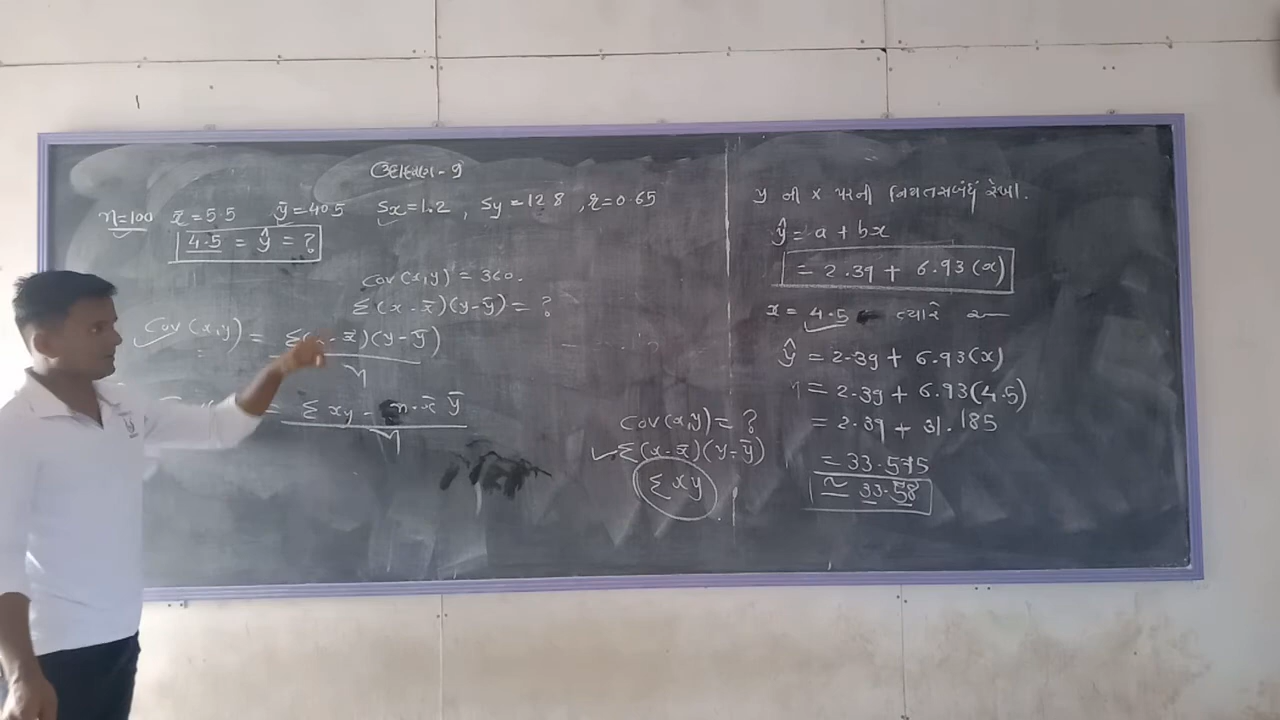 ઉદાહરણ-9
n=100 x̄=5.5 ȳ=40.5 Sx=1.2, Sy=12.8, r=0.65
4.5 = ŷ = ?
cov(x,y) = 360.
Σ(x-x̄)(y-ȳ) = ?
Cov(x,y) = Σ(x-x̄)(y-ȳ)
n
= Σxy - n·x̄ ȳ
n
cov(x,y) = ?
Σ(x-x̄)(y-ȳ)
Σxy
y ની x પરની નિયતસબંધ રેખા.
ŷ = a + bx
= 2.39 + 6.93(x)
x = 4.5 ત્યારે
ŷ = 2.39 + 6.93(x)
= 2.39 + 6.93(4.5)
= 2.39 + 31.185
= 33.575
≃ 33.58